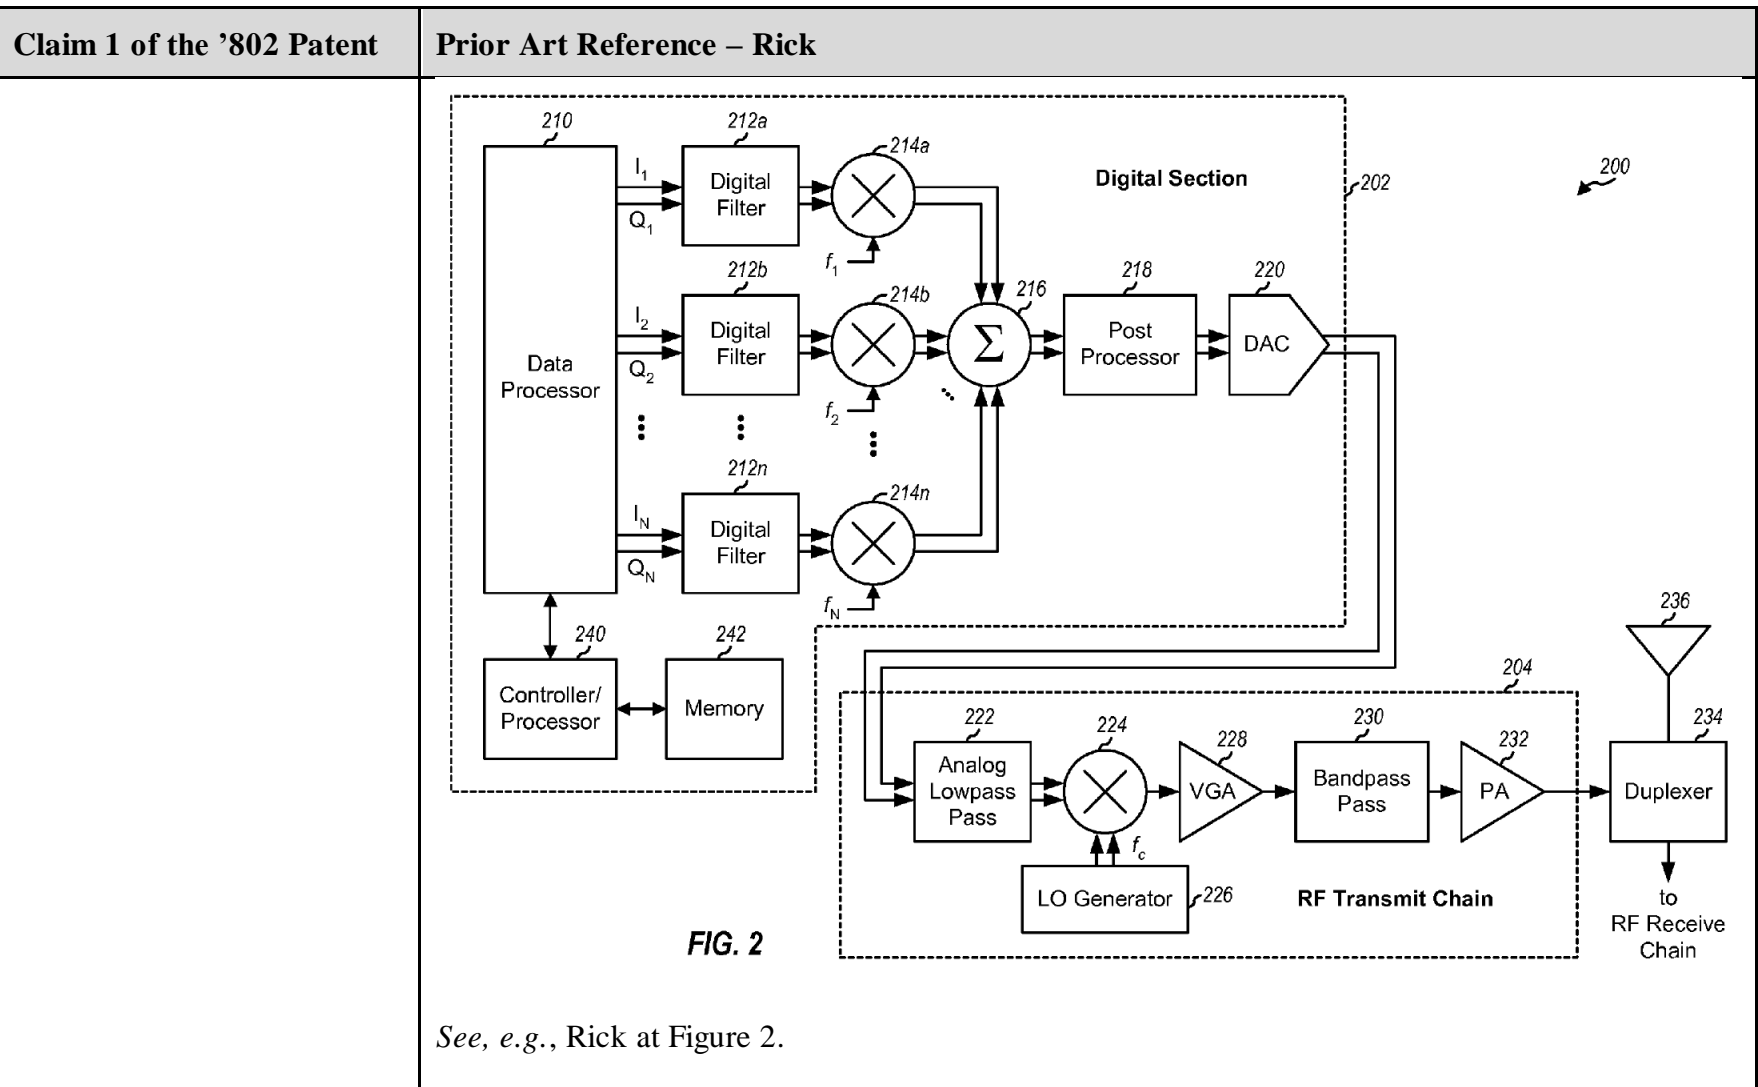 Claim 1 of the ’802 Patent
Prior Art Reference – Rick
210
212a
214a
I1
Q1
Digital
Filter
f1
Digital Section
202
200
212b
214b
I2
Q2
Digital
Filter
f2
216
Σ
218
Post
Processor
220
DAC
Data
Processor
212n
214n
IN
QN
Digital
Filter
fN
240
Controller/
Processor
242
Memory
236
204
222
Analog
Lowpass
Pass
224
fc
LO Generator
226
228
VGA
230
Bandpass
Pass
232
PA
234
Duplexer
RF Transmit Chain
to
RF Receive
Chain
FIG. 2
See, e.g., Rick at Figure 2.